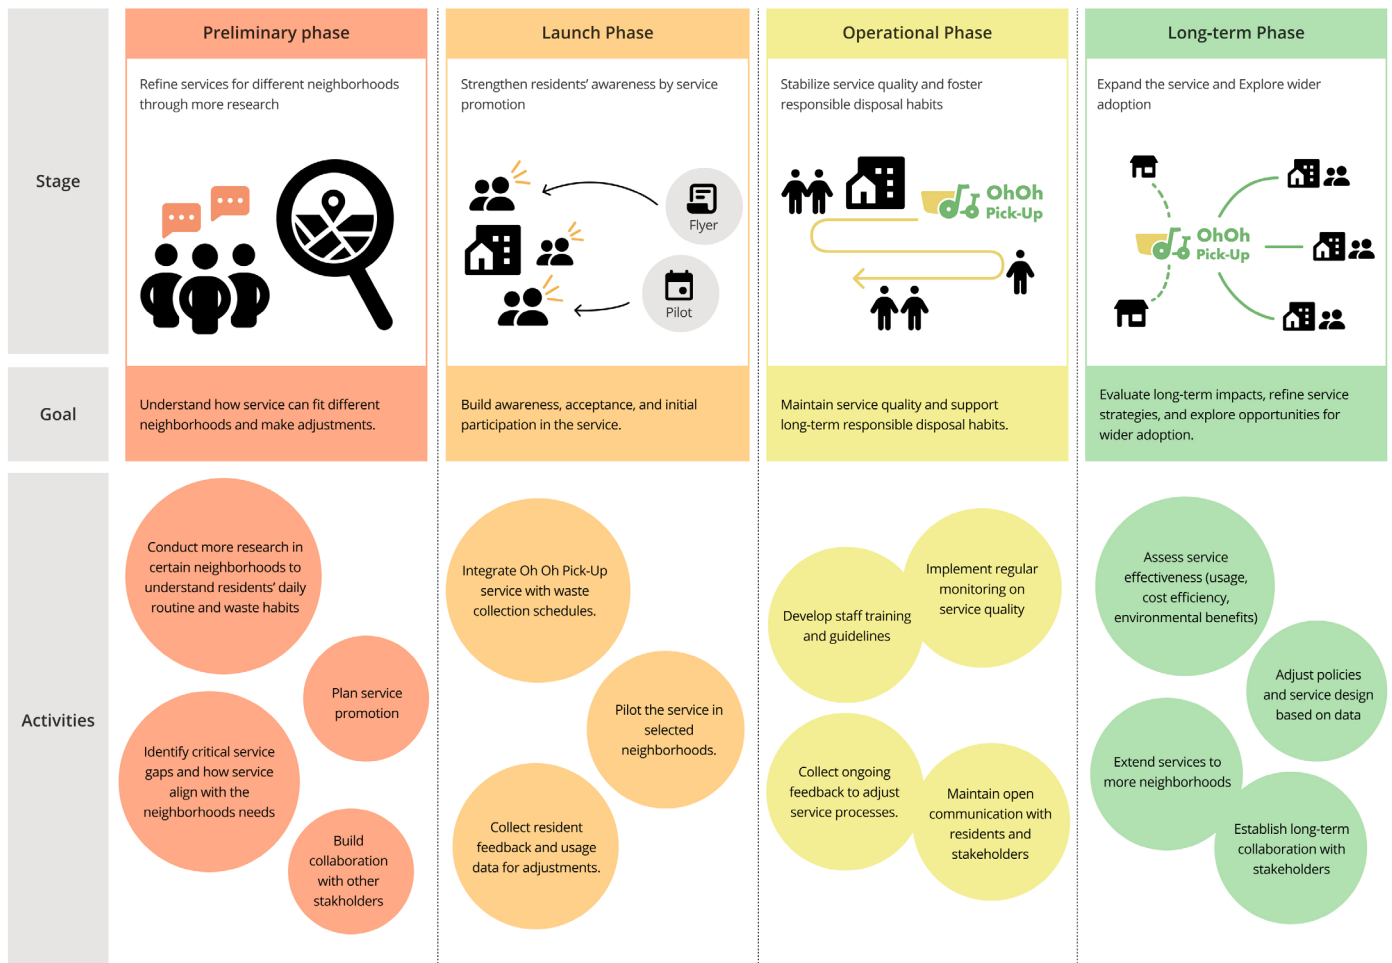 Preliminary phase
Launch Phase
Operational Phase
Long-term Phase
Stage
Refine services for different neighborhoods
through more research
Strengthen residents' awareness by service
promotion
Flyer
Pilot
Stabilize service quality and foster
responsible disposal habits
OhOh
Pick-Up
Expand the service and Explore wider
adoption
OhOh
Pick-Up
Goal
Understand how service can fit different
neighborhoods and make adjustments.
Build awareness, acceptance, and initial
participation in the service.
Maintain service quality and support
long-term responsible disposal habits.
Evaluate long-term impacts, refine service
strategies, and explore opportunities for
wider adoption.
Activities
Conduct more research in
certain neighborhoods to
understand residents' daily
routine and waste habits
Plan service
promotion
Identify critical service
gaps and how service
align with the
neighborhoods needs
Build
collaboration
with other
stakholders
Integrate Oh Oh Pick-Up
service with waste
collection schedules.
Pilot the service in
selected
neighborhoods.
Collect resident
feedback and usage
data for adjustments.
Implement regular
monitoring on
service quality
Develop staff training
and guidelines
Collect ongoing
feedback to adjust
service processes.
Maintain open
communication with
residents and
stakeholders
Assess service
effectiveness (usage,
cost efficiency,
environmental benefits)
Adjust policies
and service design
based on data
Extend services to
more neighborhoods
Establish long-term
collaboration with
stakeholders